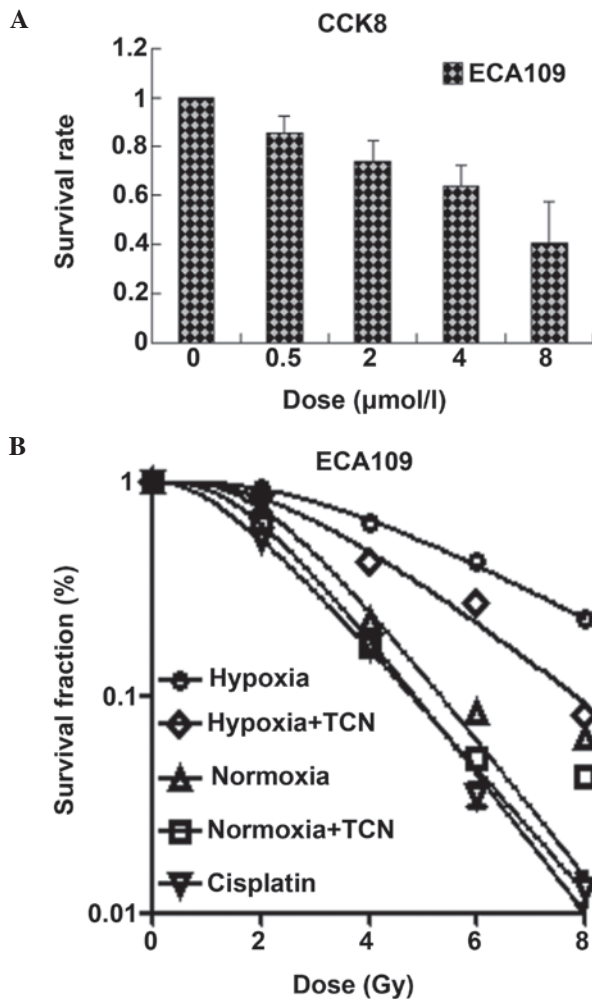 A
CCK8
ECA109
Survival rate
1.2
1
0.8
0.6
0.4
0.2
0
0 0.5 2 4 8
Dose (µmol/l)
B
ECA109
Survival fraction (%)
1
0.1
0.01
Hypoxia
Hypoxia+TCN
Normoxia
Normoxia+TCN
Cisplatin
0 2 4 6 8
Dose (Gy)